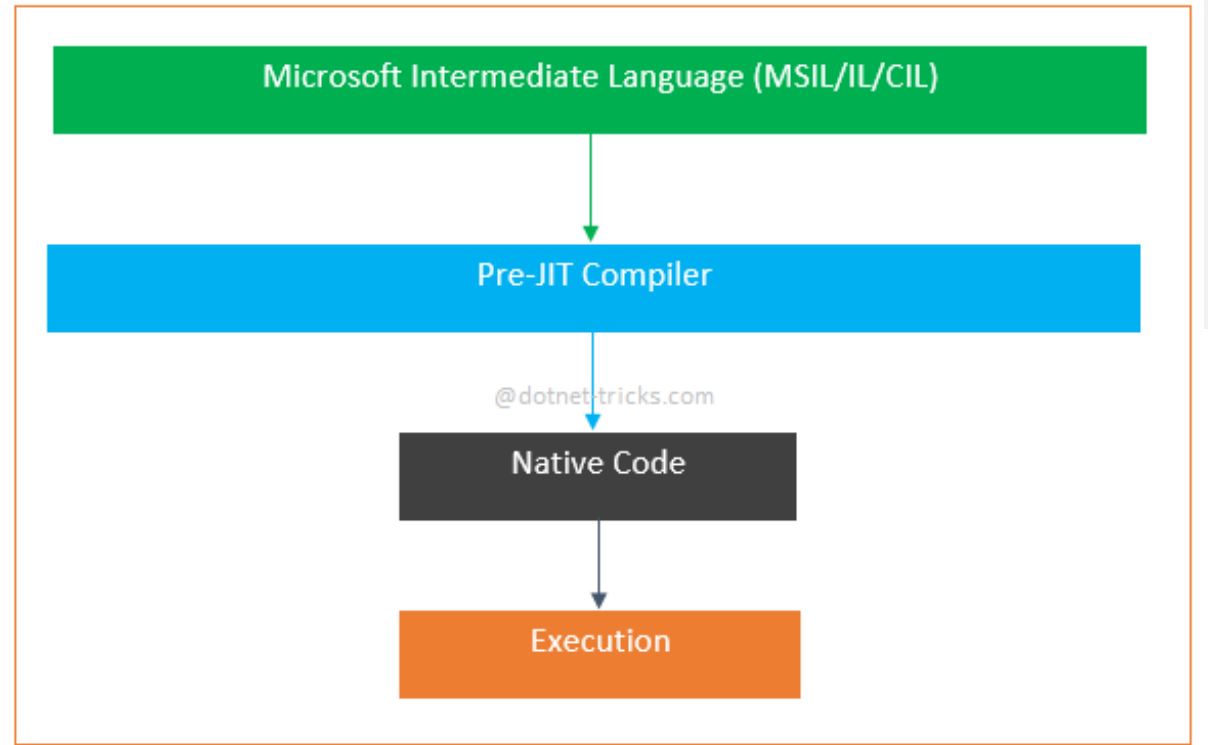 Microsoft Intermediate Language (MSIL/IL/CIL)
Pre-JIT Compiler
@dotnet-tricks.com
Native Code
Execution